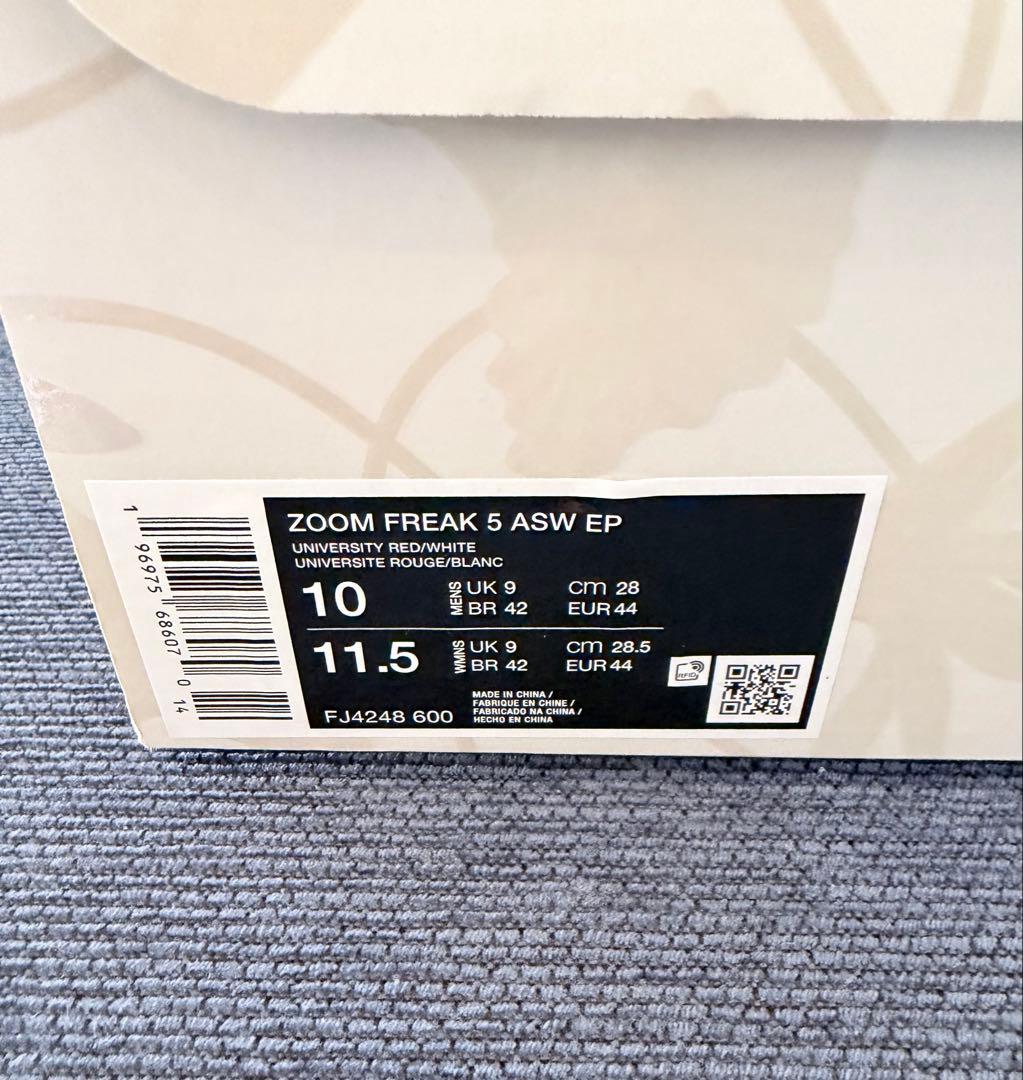 ZOOM FREAK 5 ASW EP
UNIVERSITY RED/WHITE
UNIVERSITE ROUGE/BLANC
10 MENS UK 9 cm 28
BR 42 EUR 44
11.5 WMNS UK 9 cm 28.5
BR 42 EUR 44
FJ4248 600
MADE IN CHINA /
FABRIQUE EN CHINE /
FABRICADO NA CHINA /
HECHO EN CHINA
RFID
1 96975 68607 0 14